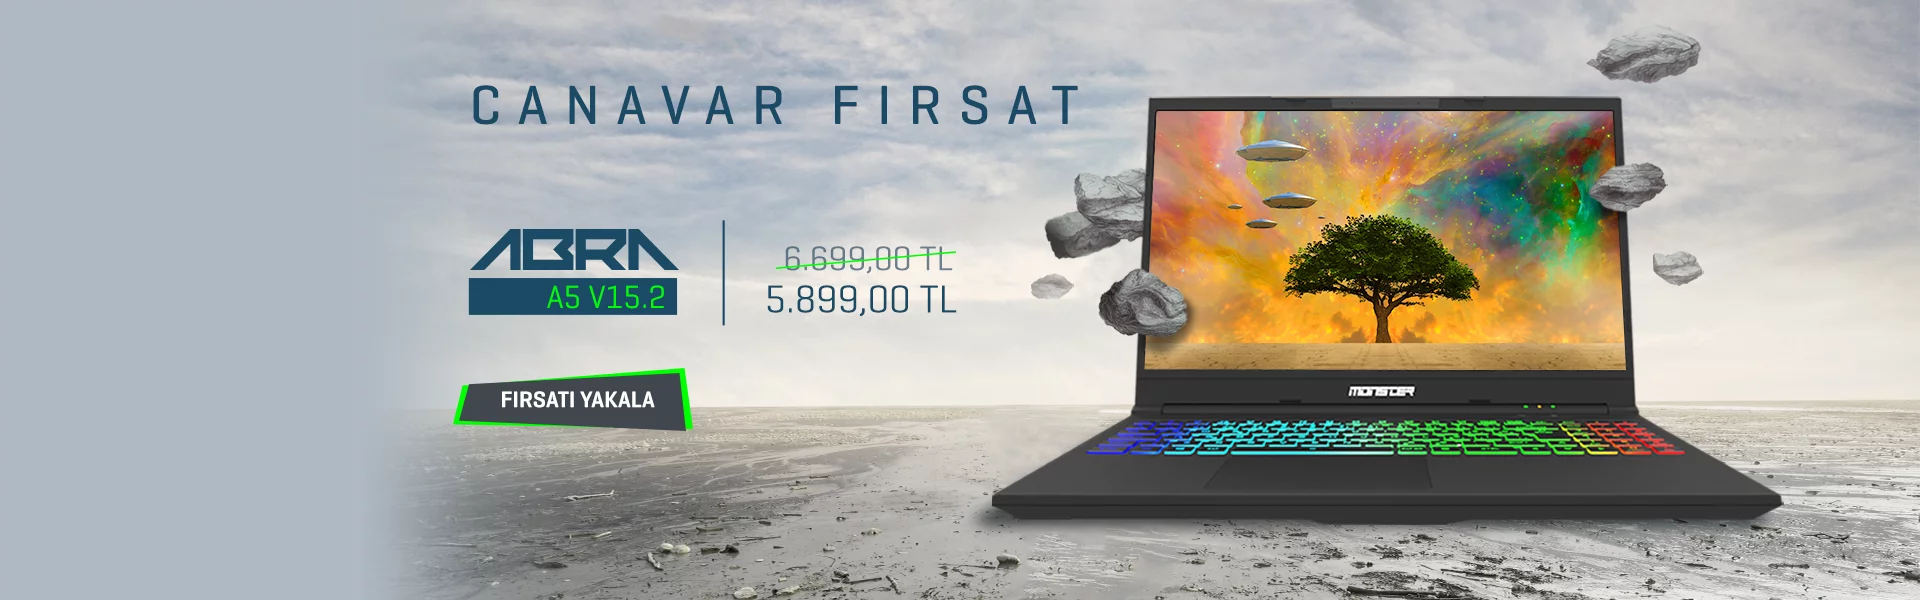 CANAVAR FIRSAT
ABRA
A5 V15.2
6.699,00 TL
5.899,00 TL
FIRSATI YAKALA
MONSTER